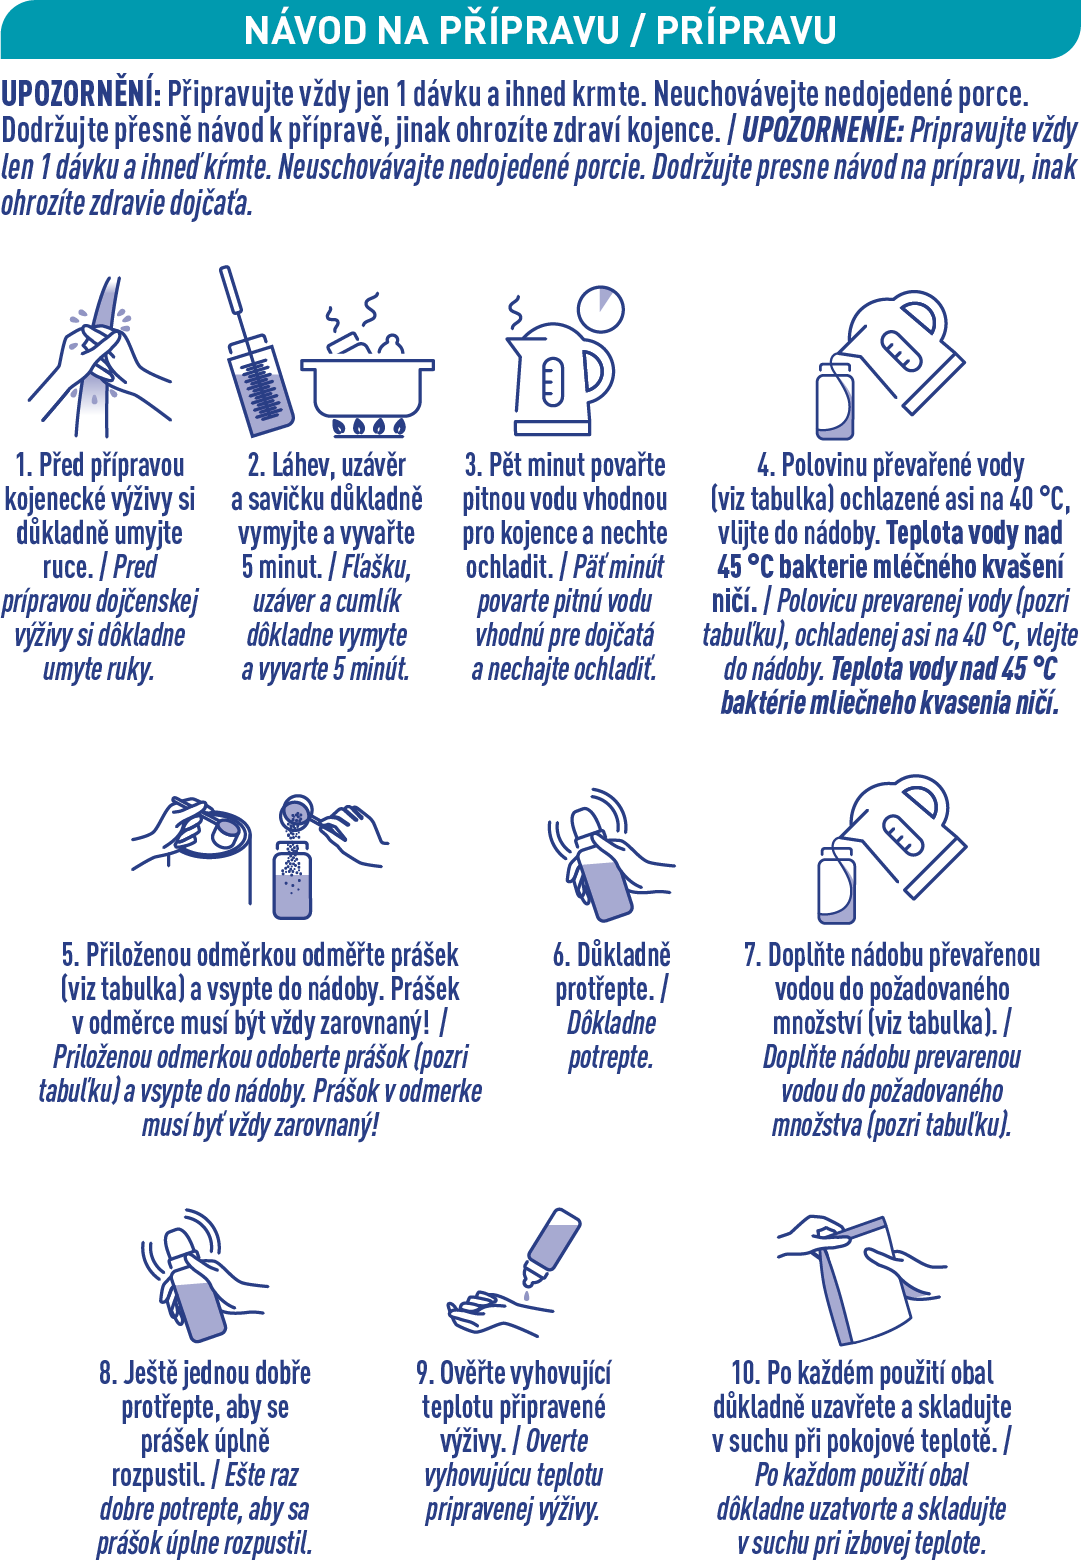 NÁVOD NA PŘÍPRAVU / PRÍPRAVU
UPOZORNĚNÍ: Připravujte vždy jen 1 dávku a ihned krmte. Neuchovávejte nedojedené porce.
Dodržujte přesně návod k přípravě, jinak ohrozíte zdraví kojence. / UPOZORNENIE: Pripravujte vždy
len 1 dávku a ihneď kŕmte. Neuschovávajte nedojedené porcie. Dodržujte presne návod na prípravu, inak
ohrozíte zdravie dojčaťa.
1. Před přípravou
kojenecké výživy si
důkladně umyjte
ruce. / Pred
prípravou dojčenskej
výživy si dôkladne
umyte ruky.
2. Láhev, uzávěr
a savičku důkladně
vymyjte a vyvařte
5 minut. / Fľašku,
uzáver a cumlík
dôkladne vymyte
a vyvarte 5 minút.
3. Pět minut povařte
pitnou vodu vhodnou
pro kojence a nechte
ochladit. / Päť minút
povarte pitnú vodu
vhodnú pre dojčatá
a nechajte ochladiť.
4. Polovinu převařené vody
(viz tabulka) ochlazené asi na 40 °C,
vlijte do nádoby. Teplota vody nad
45 °C bakterie mléčného kvašení
ničí. / Polovicu prevarenej vody (pozri
tabuľku), ochladenej asi na 40 °C, vlejte
do nádoby. Teplota vody nad 45 °C
baktérie mliečneho kvasenia ničí.
5. Přiloženou odměrkou odměřte prášek
(viz tabulka) a vsypte do nádoby. Prášek
v odměrce musí být vždy zarovnaný! /
Priloženou odmerkou odoberte prášok (pozri
tabuľku) a vsypte do nádoby. Prášok v odmerke
musí byť vždy zarovnaný!
6. Důkladně
protřepte. /
Dôkladne
potrepte.
7. Doplňte nádobu převařenou
vodou do požadovaného
množství (viz tabulka). /
Doplňte nádobu prevarenou
vodou do požadovaného
množstva (pozri tabuľku).
8. Ještě jednou dobře
protřepte, aby se
prášek úplně
rozpustil. / Ešte raz
dobre potrepte, aby sa
prášok úplne rozpustil.
9. Ověřte vyhovující
teplotu připravené
výživy. / Overte
vyhovujúcu teplotu
pripravenej výživy.
10. Po každém použití obal
důkladně uzavřete a skladujte
v suchu při pokojové teplotě. /
Po každom použití obal
dôkladne uzatvorte a skladujte
v suchu pri izbovej teplote.